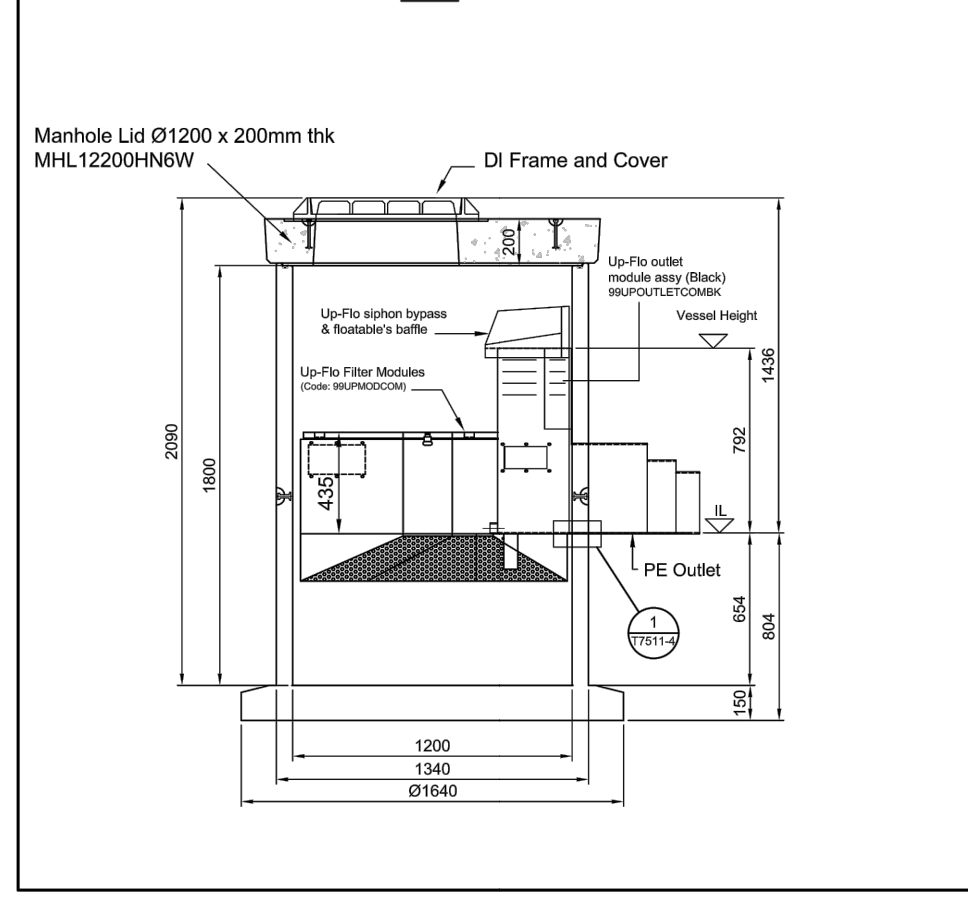 Manhole Lid Ø1200 x 200mm thk
MHL12200HN6W
DI Frame and Cover
200
Up-Flo outlet
module assy (Black)
99UPOUTLETCOMBK
Vessel Height
Up-Flo siphon bypass
& floatable's baffle
Up-Flo Filter Modules
(Code: 99UPMODCOM)
2090
1800
435
792
1436
IL
PE Outlet
1
T7511-4
654
804
150
1200
1340
Ø1640